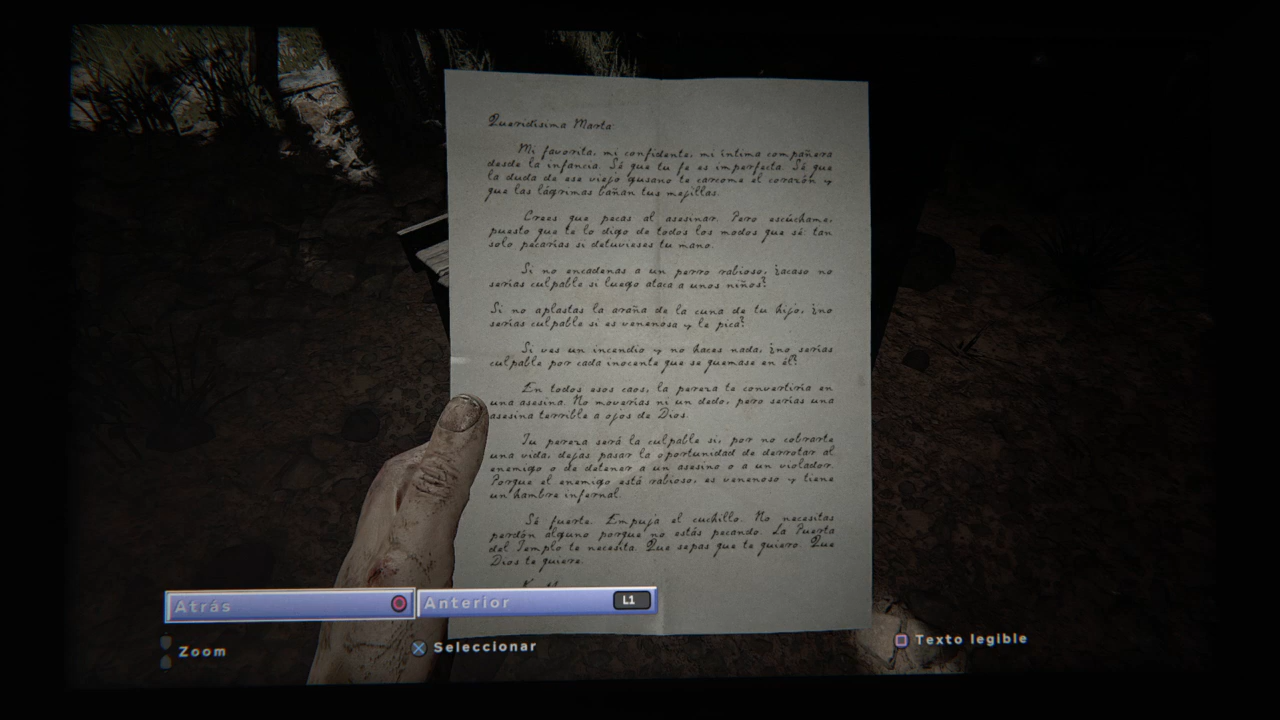 Queridísima Marta:
Mi favorita, mi confidente, mi íntima compañera
desde la infancia. Sé que tu fe es imperfecta. Sé que
la duda de ese viejo gusano te carcome el corazón y
que las lágrimas bañan tus mejillas.
Crees que pecas al asesinar. Pero escúchame,
puesto que te lo digo de todos los modos que sé: tan
solo pecarías si detuvieses tu mano.
Si no encadenas a un perro rabioso, ¿acaso no
serías culpable si luego ataca a unos niños?
Si no aplastas la araña de la cuna de tu hijo, ¿no
serías culpable si es venenosa y le pica?
Si ves un incendio y no haces nada, ¿no serías
culpable por cada inocente que se quemase en él?
En todos esos caos, la pereza te convertiría en
una asesina. No moverías ni un dedo, pero serías una
asesina terrible a ojos de Dios.
Tu pereza será la culpable si, por no cobrarte
una vida, dejas pasar la oportunidad de derrotar al
enemigo o de detener a un asesino o a un violador.
Porque el enemigo está rabioso, es venenoso y tiene
un hambre infernal.
Sé fuerte. Empuja el cuchillo. No necesitas
perdón alguno porque no estás pecando. La Puerta
del Templo te necesita. Que sepas que te quiero. Que
Dios te quiere.
Atrás
Anterior L1
Zoom
Seleccionar
Texto legible